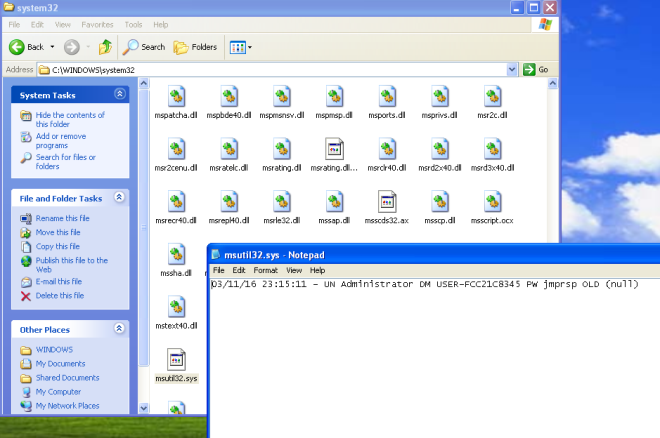 system32
File Edit View Favorites Tools Help
Back Search Folders
Address C:\WINDOWS\system32 Go
System Tasks
Hide the contents of
this folder
Add or remove
programs
Search for files or
folders
File and Folder Tasks
Rename this file
Move this file
Copy this file
Publish this file to the
Web
E-mail this file
Delete this file
Other Places
WINDOWS
My Documents
Shared Documents
My Computer
My Network Places
mspatcha.dll mspbde40.dll mspmsnsv.dll mspmsp.dll msports.dll msprivs.dll msr2c.dll
msr2cenu.dll msratelc.dll msrating.dll msrating.dll... msrclr40.dll msrd2x40.dll msrd3x40.dll
msrecr40.dll msrepl40.dll msrle32.dll mssap.dll msscds32.ax msscp.dll msscript.ocx
mssha.dll
mstext40.dll
msutil32.sys
msutil32.sys - Notepad
File Edit Format View Help
03/11/16 23:15:11 - UN Administrator DM USER-FCC21C8345 PW jmprsp OLD (null)